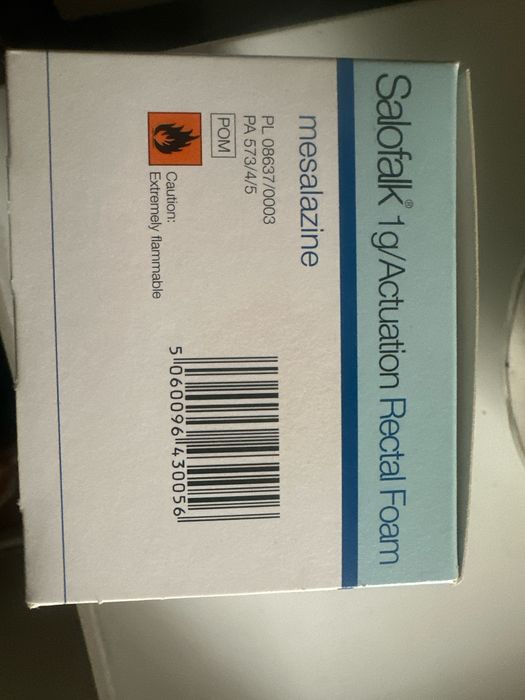 Salofalk® 1g/Actuation Rectal Foam
mesalazine
PL 08637/0003
PA 573/4/5
POM
Caution:
Extremely flammable
5 060096 430056